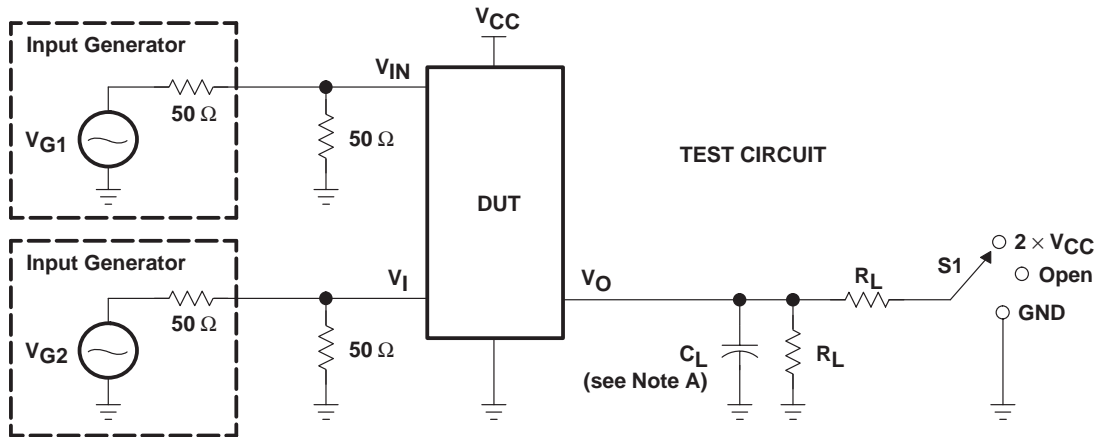 Input Generator
VG1
50 Ω
50 Ω
VIN
VCC
DUT
TEST CIRCUIT
Input Generator
VG2
50 Ω
50 Ω
VI
VO
CL
(see Note A)
RL
RL
S1
2 × VCC
Open
GND